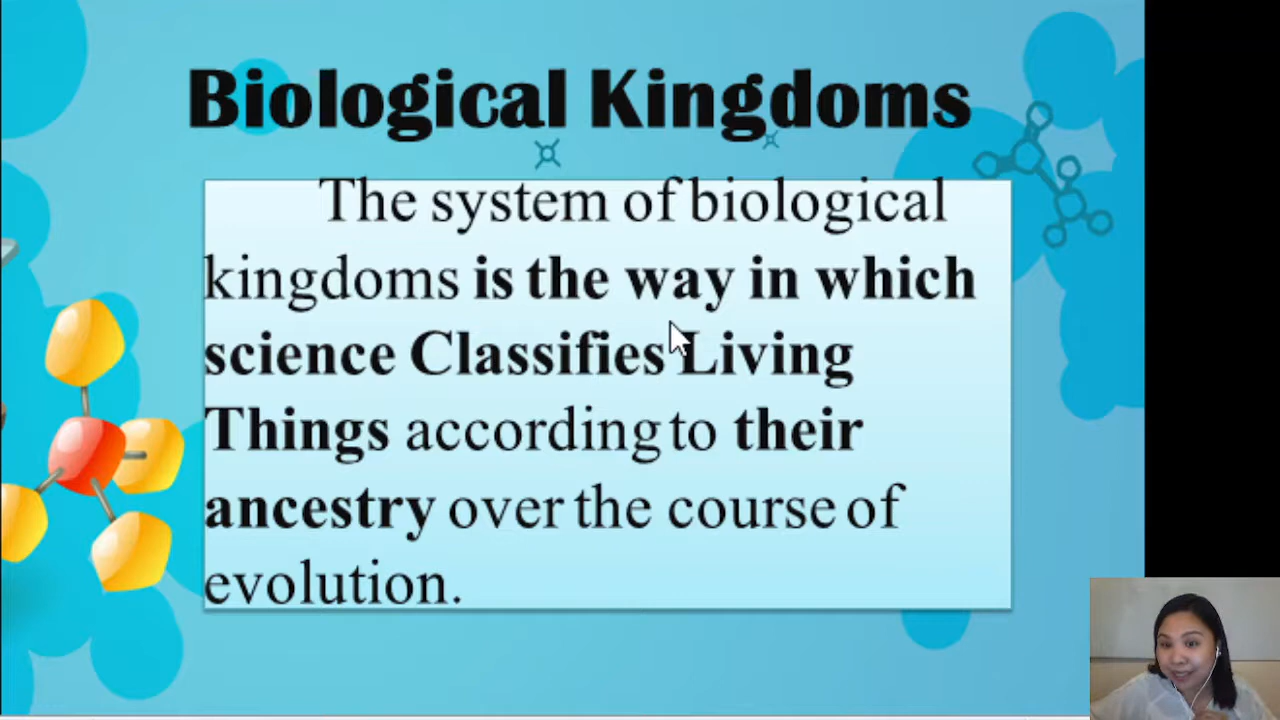 Biological Kingdoms
The system of biological
kingdoms is the way in which
science Classifies Living
Things according to their
ancestry over the course of
evolution.